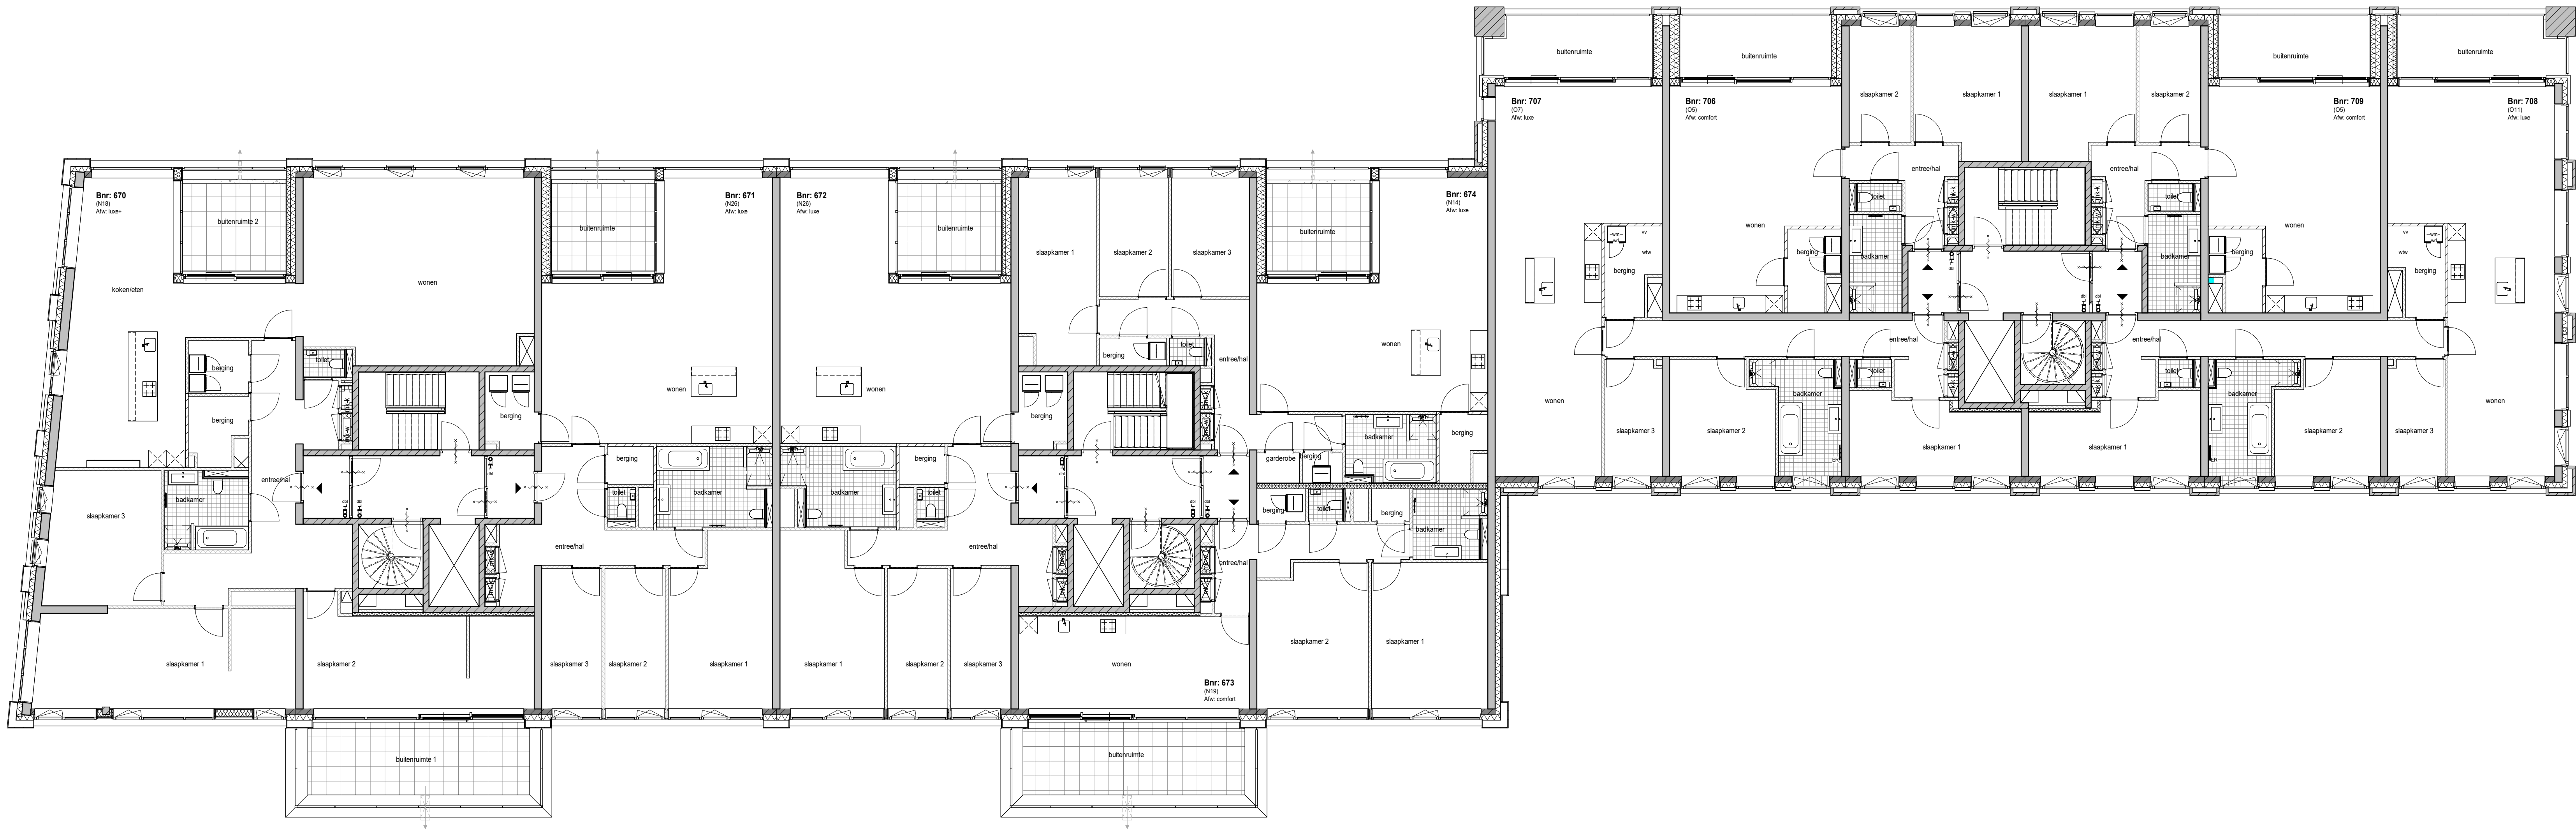 buitenruimte
buitenruimte
buitenruimte
buitenruimte
Bnr: 707
(O7)
Afw: luxe
Bnr: 706
(O5)
Afw: comfort
slaapkamer 2
slaapkamer 1
slaapkamer 1
slaapkamer 2
Bnr: 709
(O5)
Afw: comfort
Bnr: 708
(O11)
Afw: luxe
entree/hal
entree/hal
toilet
toilet
wonen
wonen
berging
berging
badkamer
badkamer
vv
wtw
berging
vv
wtw
berging
entree/hal
entree/hal
toilet
toilet
badkamer
badkamer
wonen
wonen
slaapkamer 3
slaapkamer 2
slaapkamer 1
slaapkamer 1
slaapkamer 2
slaapkamer 3
Bnr: 670
(N18)
Afw: luxe+
buitenruimte 2
Bnr: 671
(N26)
Afw: luxe
buitenruimte
Bnr: 672
(N26)
Afw: luxe
buitenruimte
Bnr: 674
(N14)
Afw: luxe
buitenruimte
slaapkamer 1
slaapkamer 2
slaapkamer 3
koken/eten
wonen
toilet
berging
berging
berging
wonen
wonen
berging
berging
toilet
entree/hal
wonen
badkamer
berging
garderobe
berging
entree/hal
badkamer
slaapkamer 3
berging
toilet
badkamer
badkamer
berging
toilet
berging
toilet
berging
badkamer
entree/hal
entree/hal
entree/hal
slaapkamer 1
slaapkamer 2
slaapkamer 3
slaapkamer 2
slaapkamer 1
slaapkamer 1
slaapkamer 2
slaapkamer 3
wonen
slaapkamer 2
slaapkamer 1
Bnr: 673
(N19)
Afw: comfort
buitenruimte 1
buitenruimte